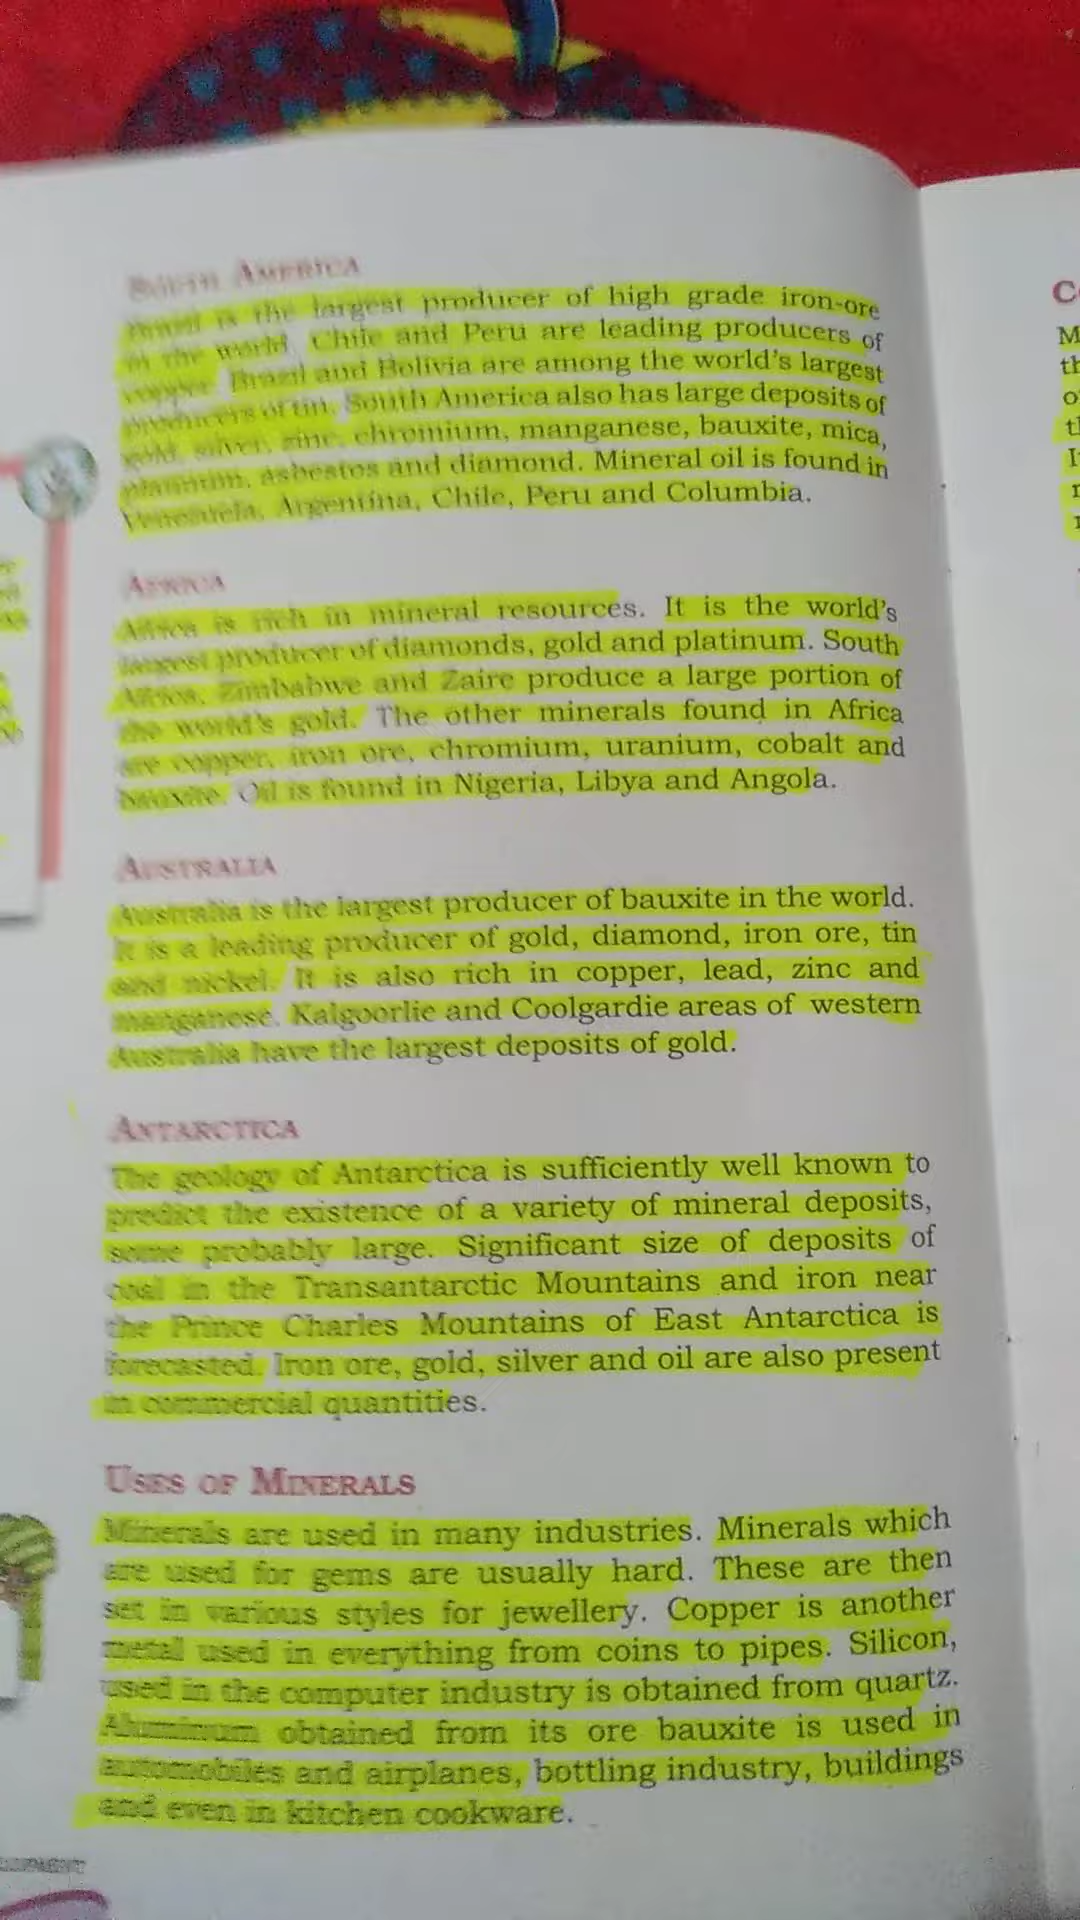 SOUTH AMERICA
Brazil is the largest producer of high grade iron-ore
in the world. Chile and Peru are leading producers of
copper. Brazil and Bolivia are among the world's largest
producers of tin. South America also has large deposits of
gold, silver, zinc, chromium, manganese, bauxite, mica,
platinum, asbestos and diamond. Mineral oil is found in
Venezuela, Argentina, Chile, Peru and Columbia.
AFRICA
Africa is rich in mineral resources. It is the world's
largest producer of diamonds, gold and platinum. South
Africa, Zimbabwe and Zaire produce a large portion of
the world's gold. The other minerals found in Africa
are copper, iron ore, chromium, uranium, cobalt and
bauxite. Oil is found in Nigeria, Libya and Angola.
AUSTRALIA
Australia is the largest producer of bauxite in the world.
It is a leading producer of gold, diamond, iron ore, tin
and nickel. It is also rich in copper, lead, zinc and
manganese. Kalgoorlie and Coolgardie areas of western
Australia have the largest deposits of gold.
ANTARCTICA
The geology of Antarctica is sufficiently well known to
predict the existence of a variety of mineral deposits,
some probably large. Significant size of deposits of
coal in the Transantarctic Mountains and iron near
the Prince Charles Mountains of East Antarctica is
forecasted. Iron ore, gold, silver and oil are also present
in commercial quantities.
USES OF MINERALS
Minerals are used in many industries. Minerals which
are used for gems are usually hard. These are then
set in various styles for jewellery. Copper is another
metal used in everything from coins to pipes. Silicon,
used in the computer industry is obtained from quartz.
Aluminum obtained from its ore bauxite is used in
automobiles and airplanes, bottling industry, buildings
and even in kitchen cookware.